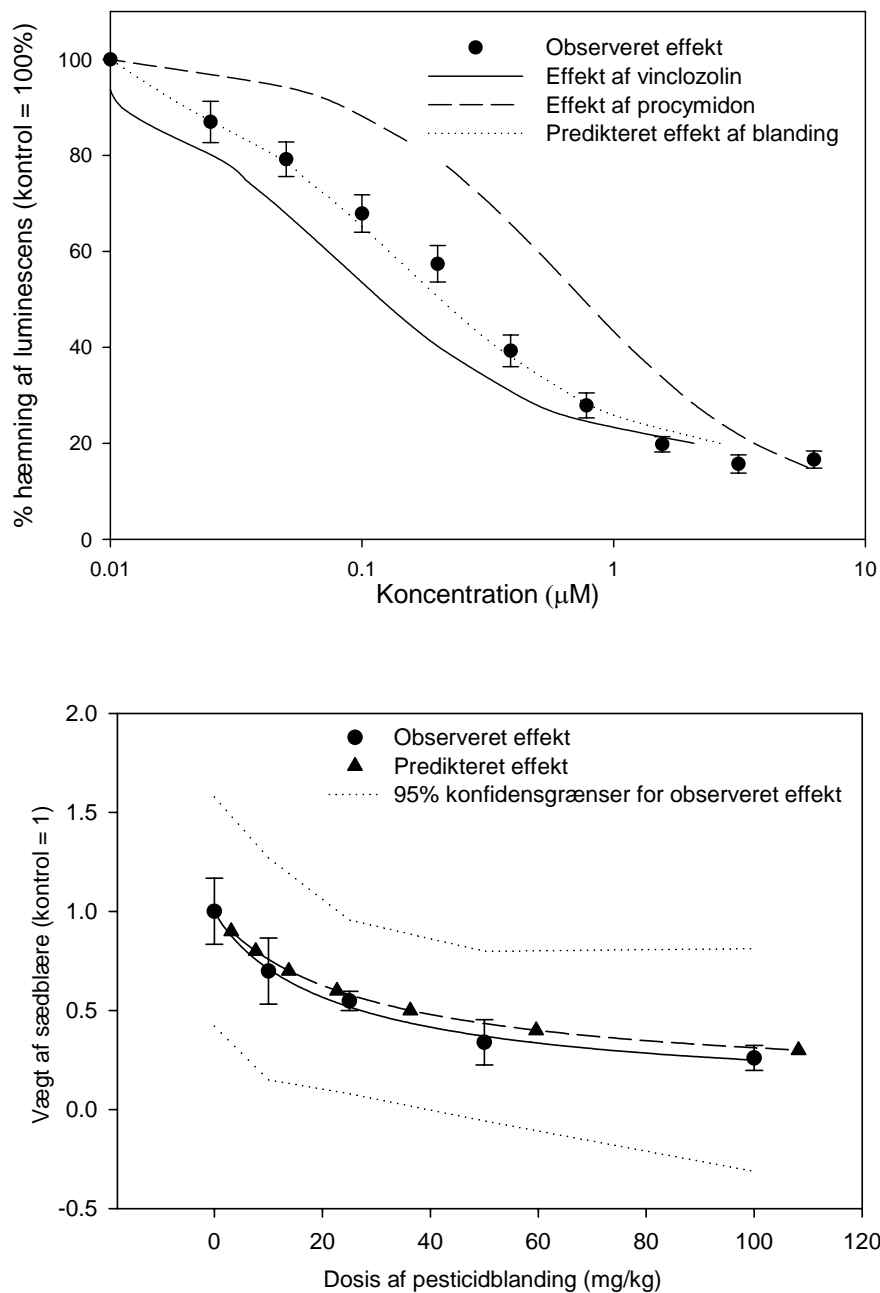 Observeret effekt
Effekt af vinclozolin
Effekt af procymidon
Predikteret effekt af blanding
% hæmning af luminescens (kontrol = 100%)
100
80
60
40
20
0
0.01 0.1 1 10
Koncentration (µM)
Observeret effekt
Predikteret effekt
95% konfidensgrænser for observeret effekt
Vægt af sædblære (kontrol = 1)
2.0
1.5
1.0
0.5
0.0
-0.5
0 20 40 60 80 100 120
Dosis af pesticidblanding (mg/kg)